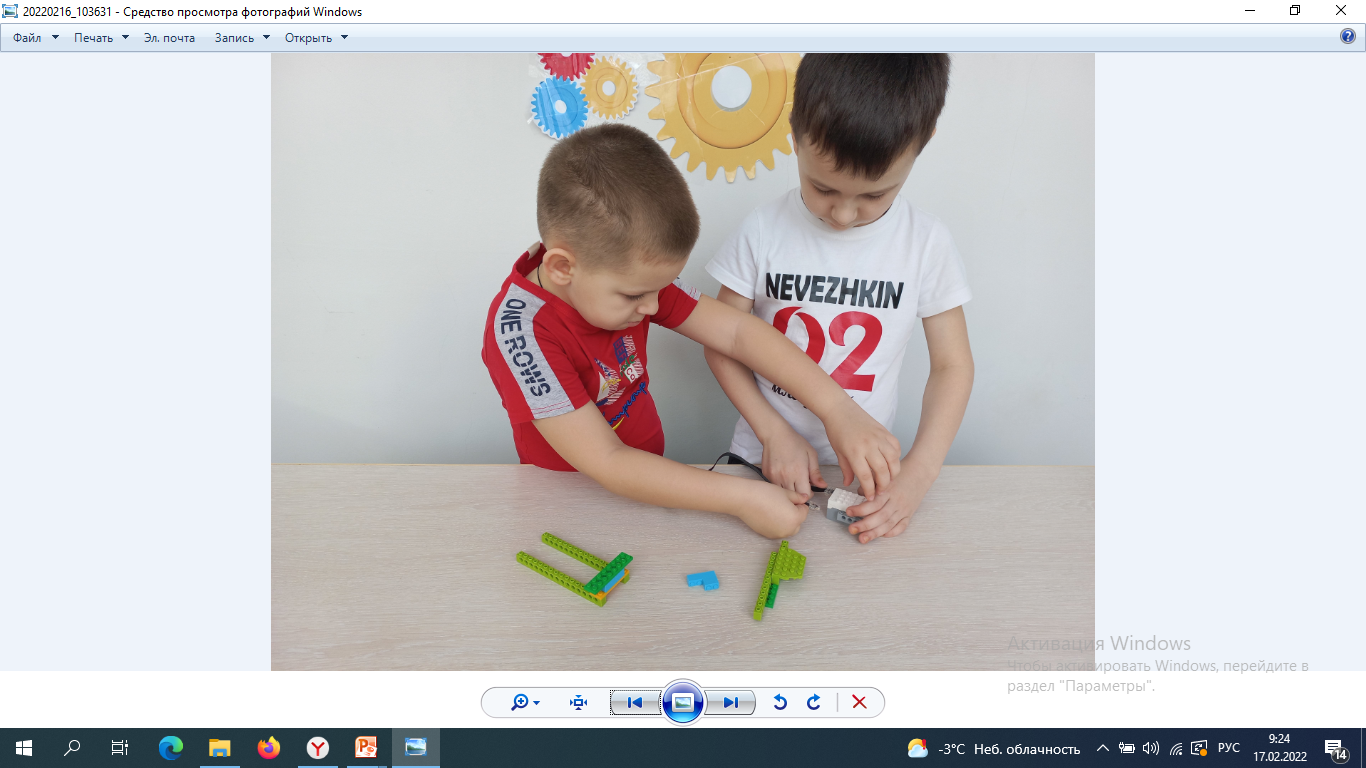 20220216_103631 - Средство просмотра фотографий Windows
Файл Печать Эл. почта Запись Открыть
ONE ROWS
NEVEZHKIN
02
Активация Windows
Чтобы активировать Windows, перейдите в
раздел "Параметры".
-3°C Неб. облачность
РУС
9:24
17.02.2022
14